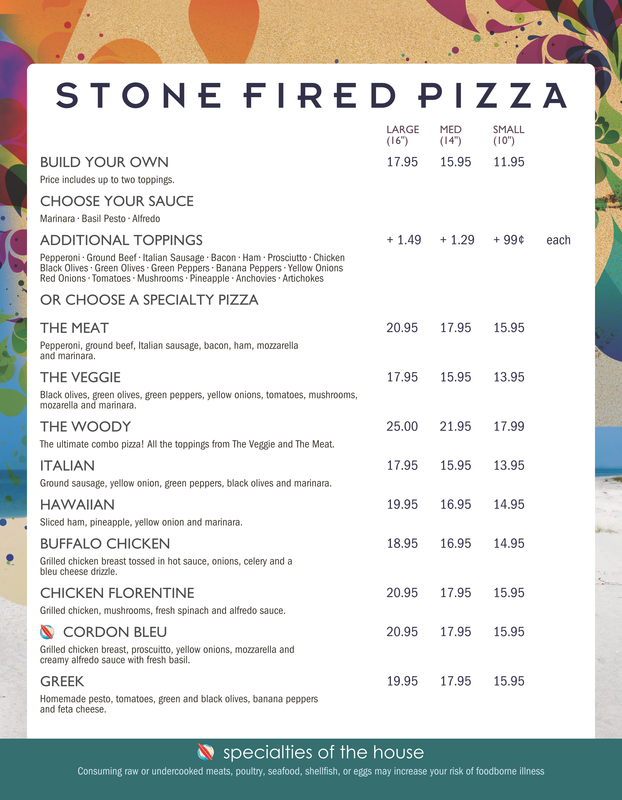 STONE FIRED PIZZA
LARGE MED SMALL
(16") (14") (10")
BUILD YOUR OWN 17.95 15.95 11.95
Price includes up to two toppings.
CHOOSE YOUR SAUCE
Marinara · Basil Pesto · Alfredo
ADDITIONAL TOPPINGS + 1.49 + 1.29 + 99¢ each
Pepperoni · Ground Beef · Italian Sausage · Bacon · Ham · Prosciutto · Chicken
Black Olives · Green Olives · Green Peppers · Banana Peppers · Yellow Onions
Red Onions · Tomatoes · Mushrooms · Pineapple · Anchovies · Artichokes
OR CHOOSE A SPECIALTY PIZZA
THE MEAT 20.95 17.95 15.95
Pepperoni, ground beef, Italian sausage, bacon, ham, mozzarella
and marinara.
THE VEGGIE 17.95 15.95 13.95
Black olives, green olives, green peppers, yellow onions, tomatoes, mushrooms,
mozarella and marinara.
THE WOODY 25.00 21.95 17.99
The ultimate combo pizza! All the toppings from The Veggie and The Meat.
ITALIAN 17.95 15.95 13.95
Ground sausage, yellow onion, green peppers, black olives and marinara.
HAWAIIAN 19.95 16.95 14.95
Sliced ham, pineapple, yellow onion and marinara.
BUFFALO CHICKEN 18.95 16.95 14.95
Grilled chicken breast tossed in hot sauce, onions, celery and a
bleu cheese drizzle.
CHICKEN FLORENTINE 20.95 17.95 15.95
Grilled chicken, mushrooms, fresh spinach and alfredo sauce.
CORDON BLEU 20.95 17.95 15.95
Grilled chicken breast, proscuitto, yellow onions, mozzarella and
creamy alfredo sauce with fresh basil.
GREEK 19.95 17.95 15.95
Homemade pesto, tomatoes, green and black olives, banana peppers
and feta cheese.
specialties of the house
Consuming raw or undercooked meats, poultry, seafood, shellfish, or eggs may increase your risk of foodborne illness